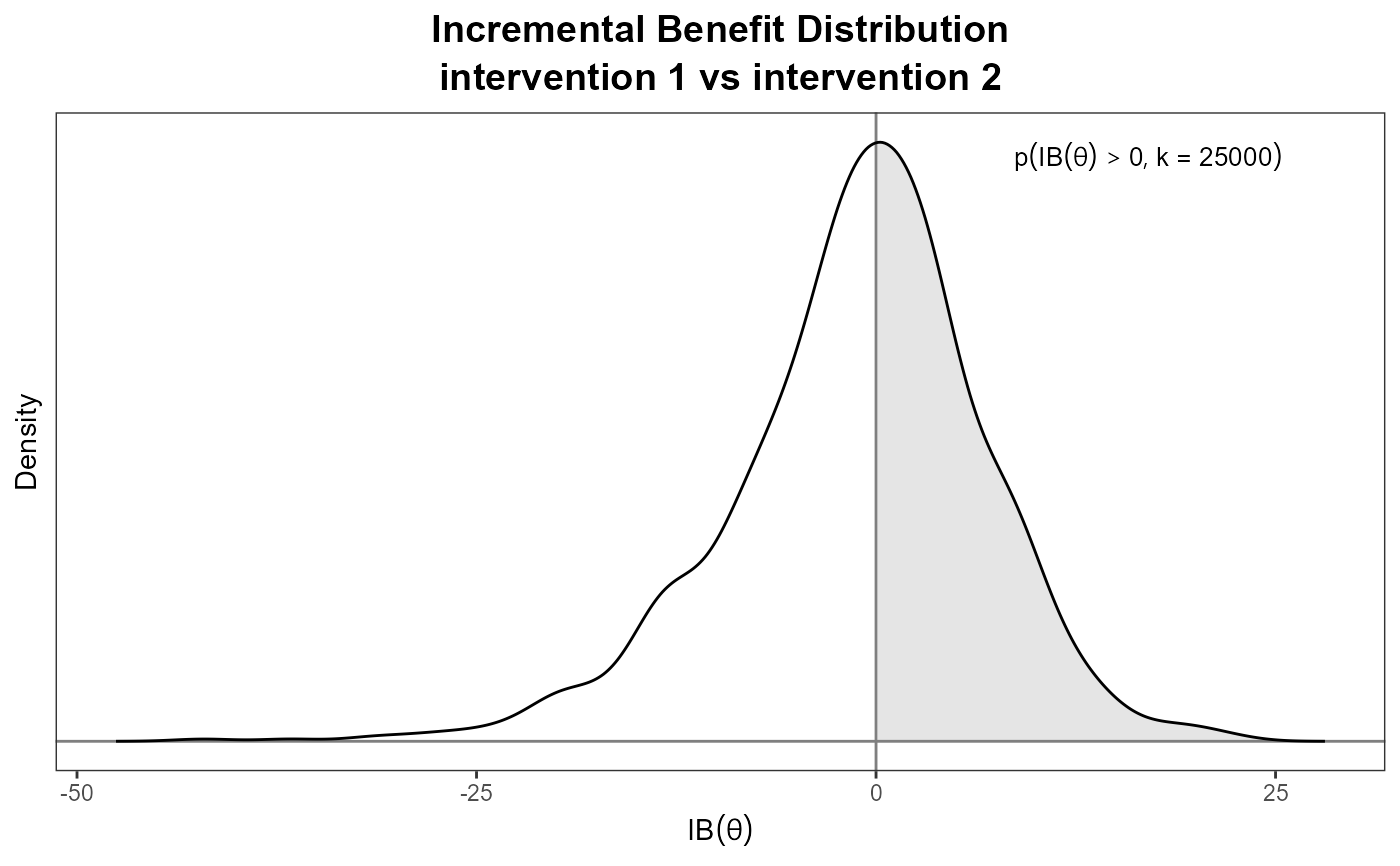 Incremental Benefit Distribution
intervention 1 vs intervention 2
p(IB(θ) > 0, k = 25000)
Density
-50
-25
0
25
IB(θ)